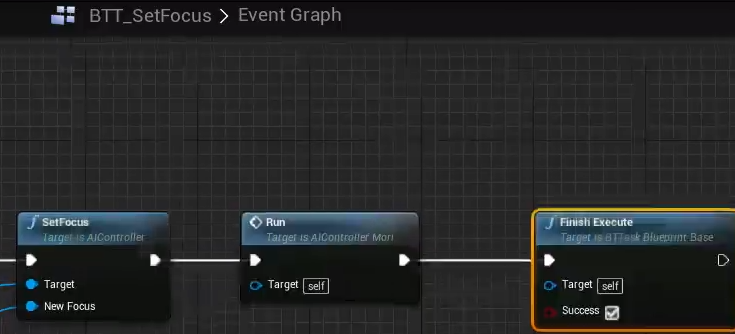 BTT_SetFocus > Event Graph
SetFocus
Target is AIController
Target
New Focus
Run
Target is AIController Mori
Target self
Finish Execute
Target is BTTask Blueprint Base
Target self
Success